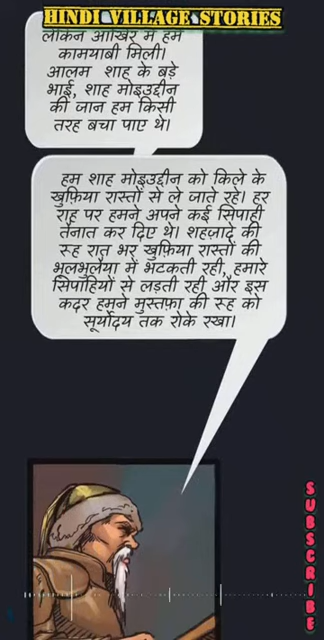 HINDI VILLAGE STORIES
लेकिन आखिर में हमें
कामयाबी मिली।
आलम शाह के बड़े
भाई, शाह मोइउद्दीन
की जान हम किसी
तरह बचा पाए थे।
हम शाह मोइउद्दीन को किले के
खुफ़िया रास्तों से ले जाते रहे। हर
राह पर हमने अपने कई सिपाही
तैनात कर दिए थे। शहज़ादे की
रूह रात भर खुफ़िया रास्तों की
भूलभुलैया में भटकती रही, हमारे
सिपाहियों से लड़ती रही और इस
कदर हमने मुस्तफ़ा की रूह को
सूर्योदय तक रोके रखा।
SUBSCRIBE